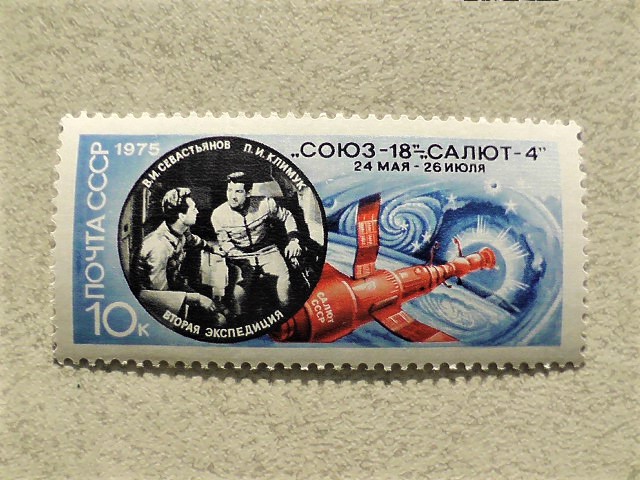 ПОЧТА СССР 1975
10к
В.И СЕВАСТЬЯНОВ П.И.КЛИМУК
ВТОРАЯ ЭКСПЕДИЦИЯ
„СОЮЗ-18"-„САЛЮТ-4"
24 МАЯ - 26 ИЮЛЯ
САЛЮТ
СССР